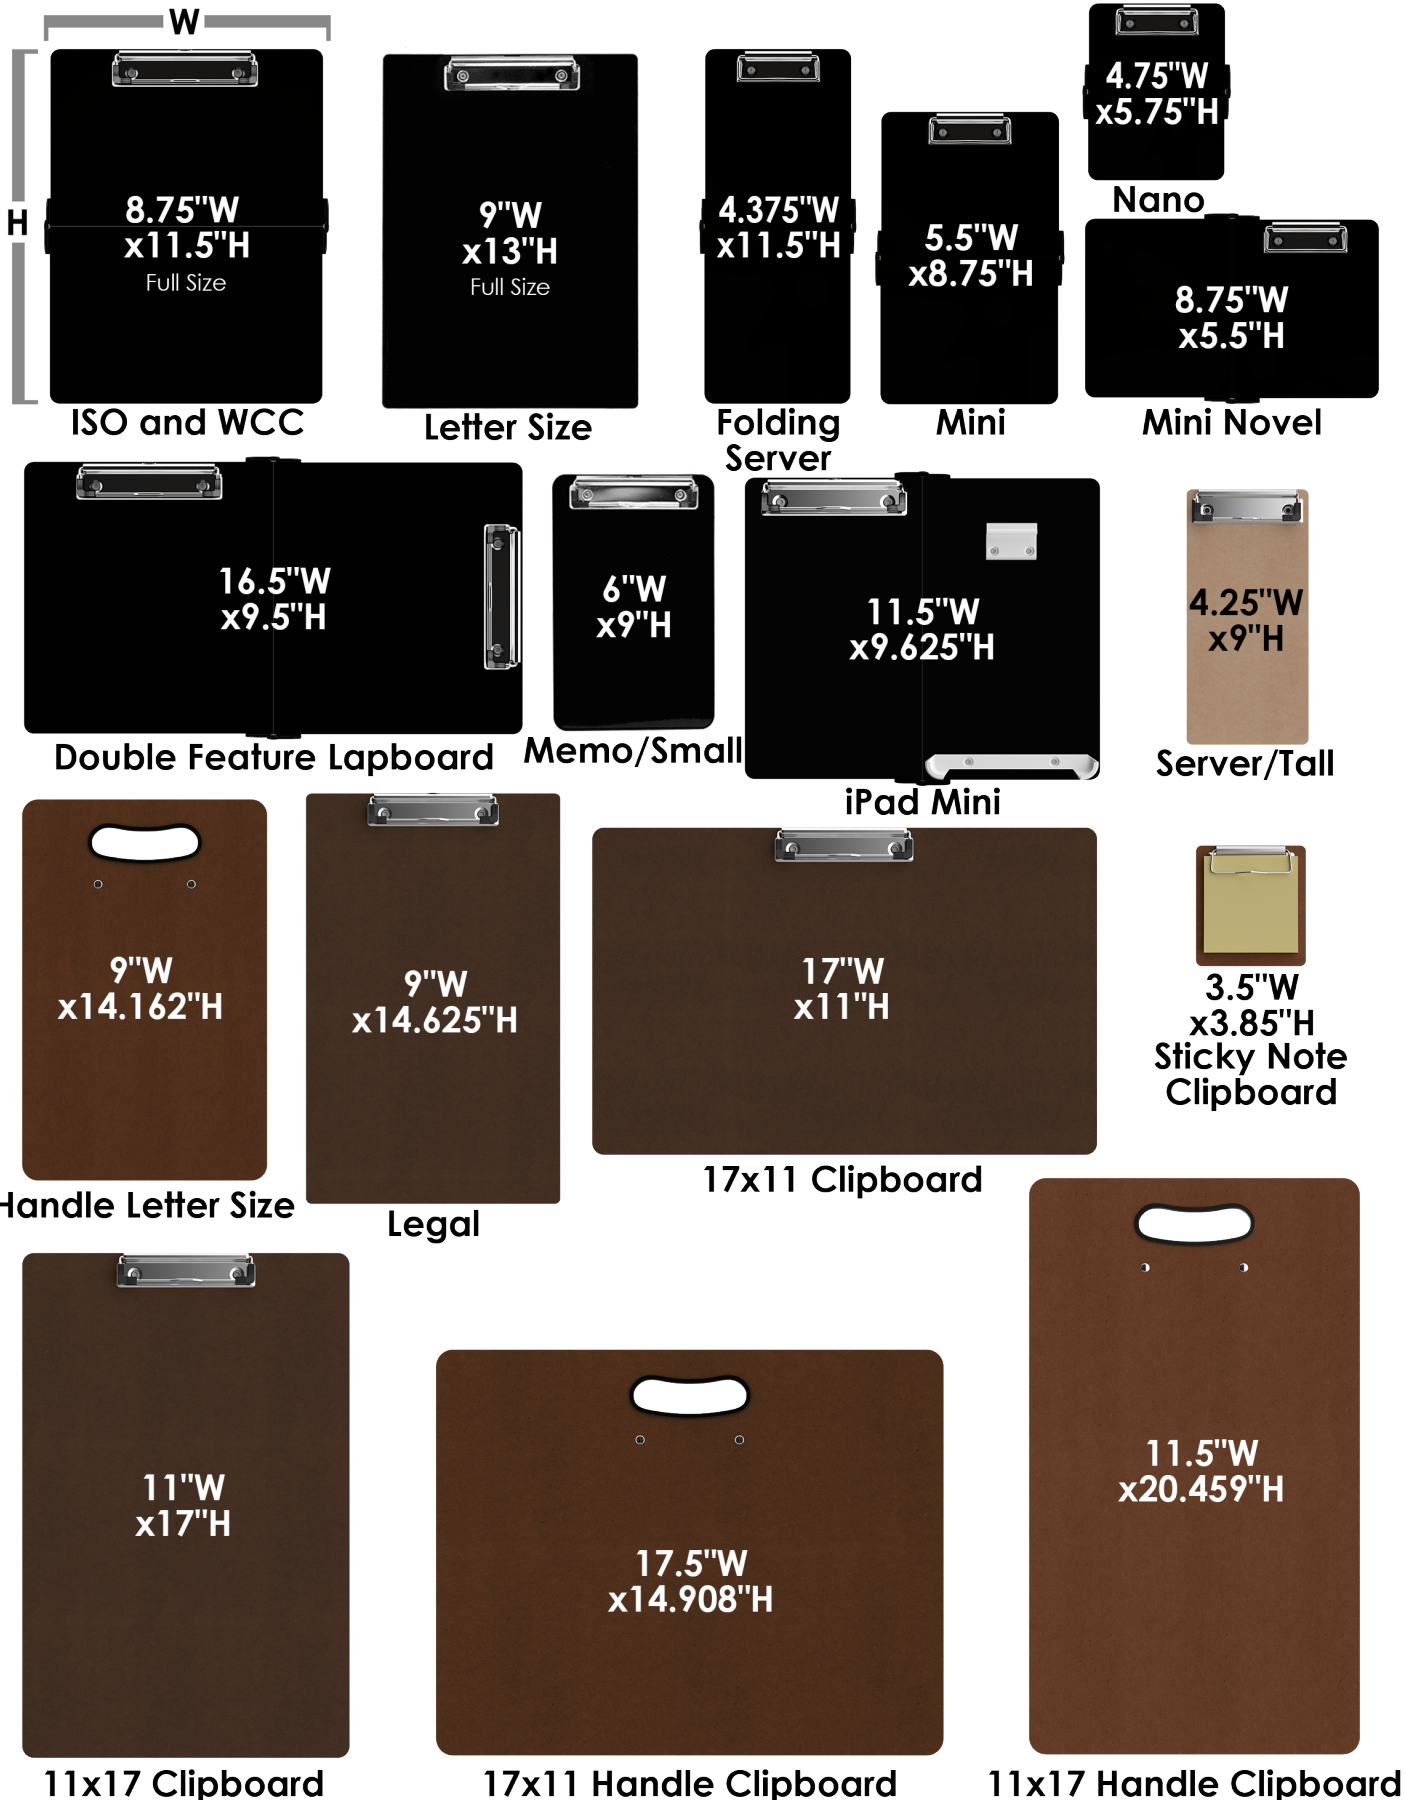 W
H
8.75"W
x11.5"H
Full Size
ISO and WCC
9"W
x13"H
Full Size
Letter Size
4.375"W
x11.5"H
Folding
Server
5.5"W
x8.75"H
Mini
4.75"W
x5.75"H
Nano
8.75"W
x5.5"H
Mini Novel
16.5"W
x9.5"H
Double Feature Lapboard
6"W
x9"H
Memo/Small
11.5"W
x9.625"H
iPad Mini
4.25"W
x9"H
Server/Tall
9"W
x14.162"H
Handle Letter Size
9"W
x14.625"H
Legal
17"W
x11"H
17x11 Clipboard
3.5"W
x3.85"H
Sticky Note
Clipboard
11"W
x17"H
11x17 Clipboard
17.5"W
x14.908"H
17x11 Handle Clipboard
11.5"W
x20.459"H
11x17 Handle Clipboard